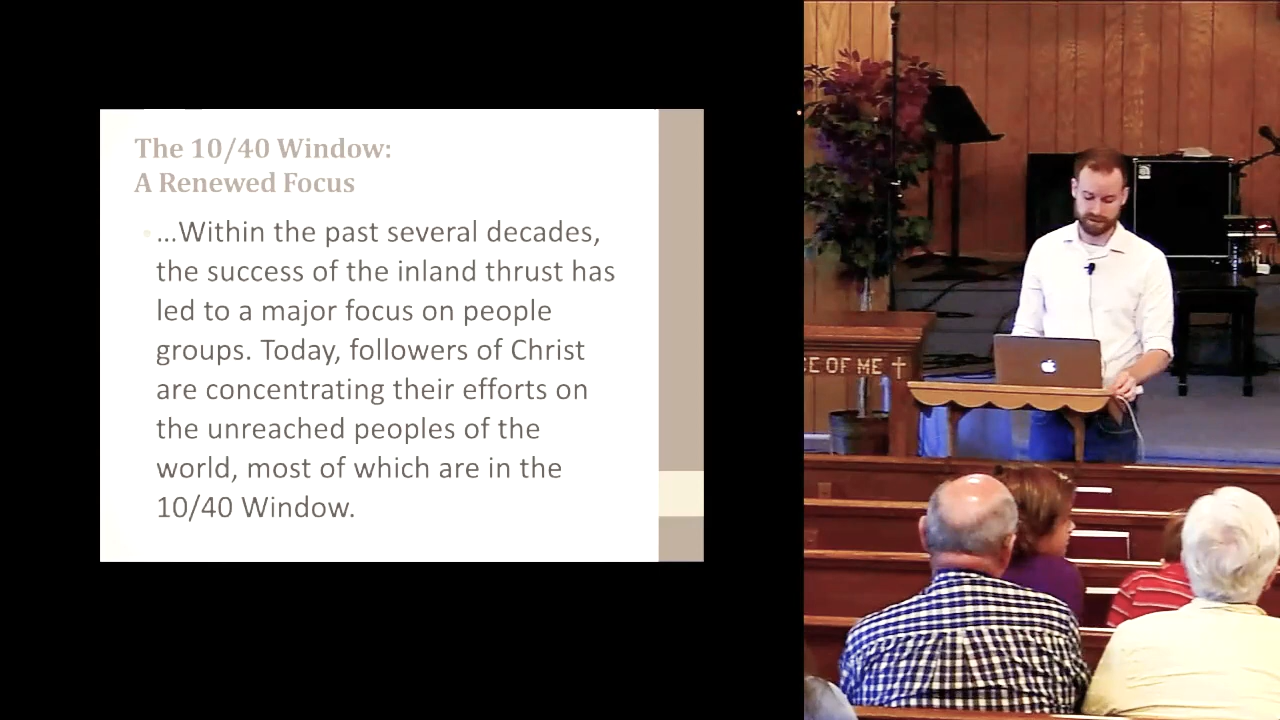 The 10/40 Window:
A Renewed Focus
...Within the past several decades,
the success of the inland thrust has
led to a major focus on people
groups. Today, followers of Christ
are concentrating their efforts on
the unreached peoples of the
world, most of which are in the
10/40 Window.
OF ME